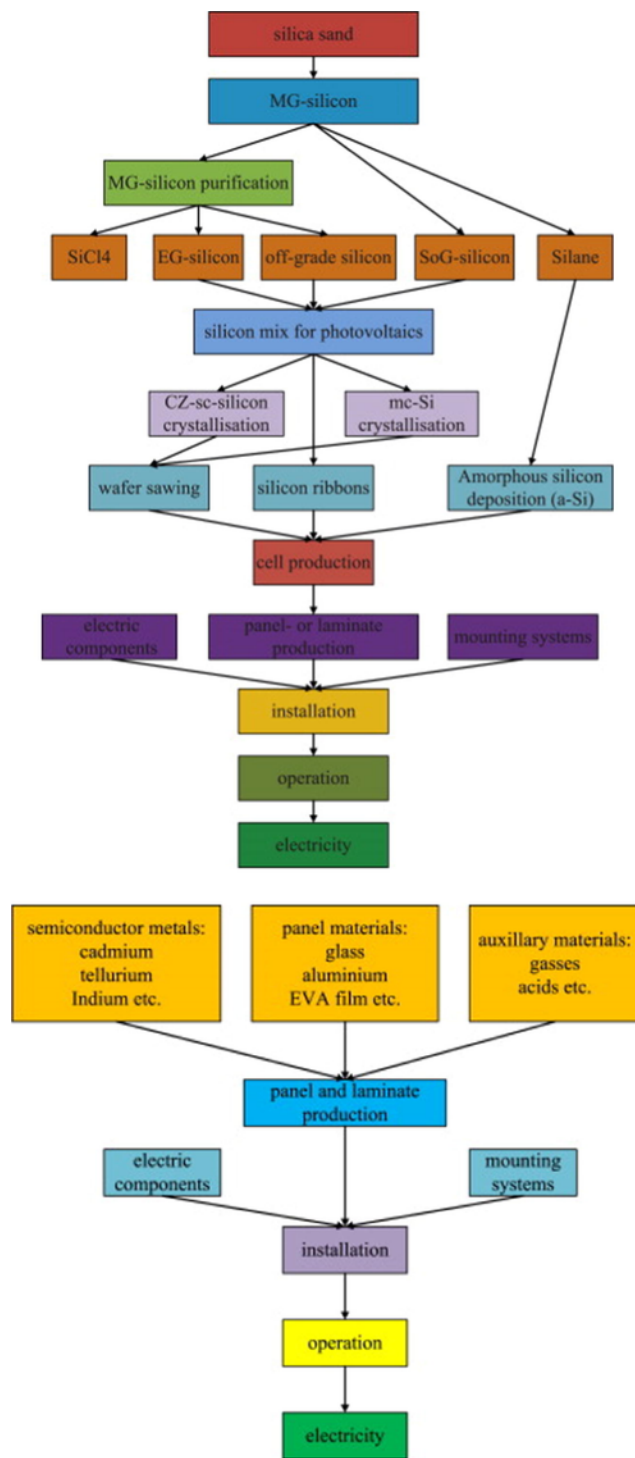 silica sand
MG-silicon
MG-silicon purification
SiCl4
EG-silicon
off-grade silicon
SoG-silicon
Silane
silicon mix for photovoltaics
CZ-sc-silicon
crystallisation
mc-Si
crystallisation
wafer sawing
silicon ribbons
Amorphous silicon
deposition (a-Si)
cell production
electric
components
panel- or laminate
production
mounting systems
installation
operation
electricity
semiconductor metals:
cadmium
tellurium
Indium etc.
panel materials:
glass
aluminium
EVA film etc.
auxillary materials:
gasses
acids etc.
panel and laminate
production
electric
components
mounting
systems
installation
operation
electricity